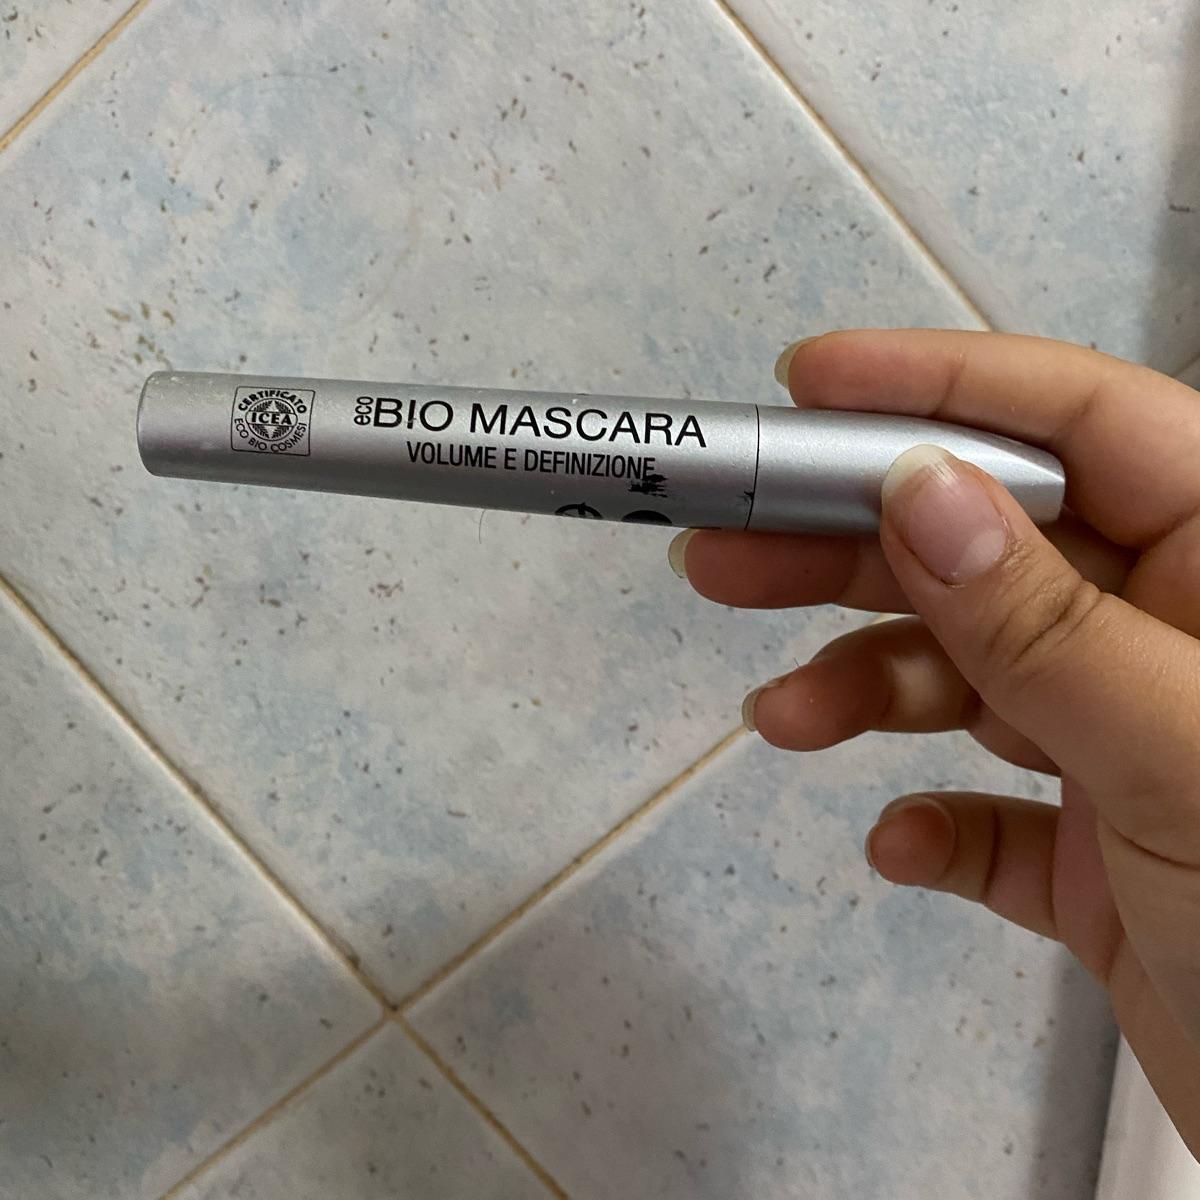 CERTIFICATO
ICEA
ECO BIO COSMESI
eco BIO MASCARA
VOLUME E DEFINIZIONE